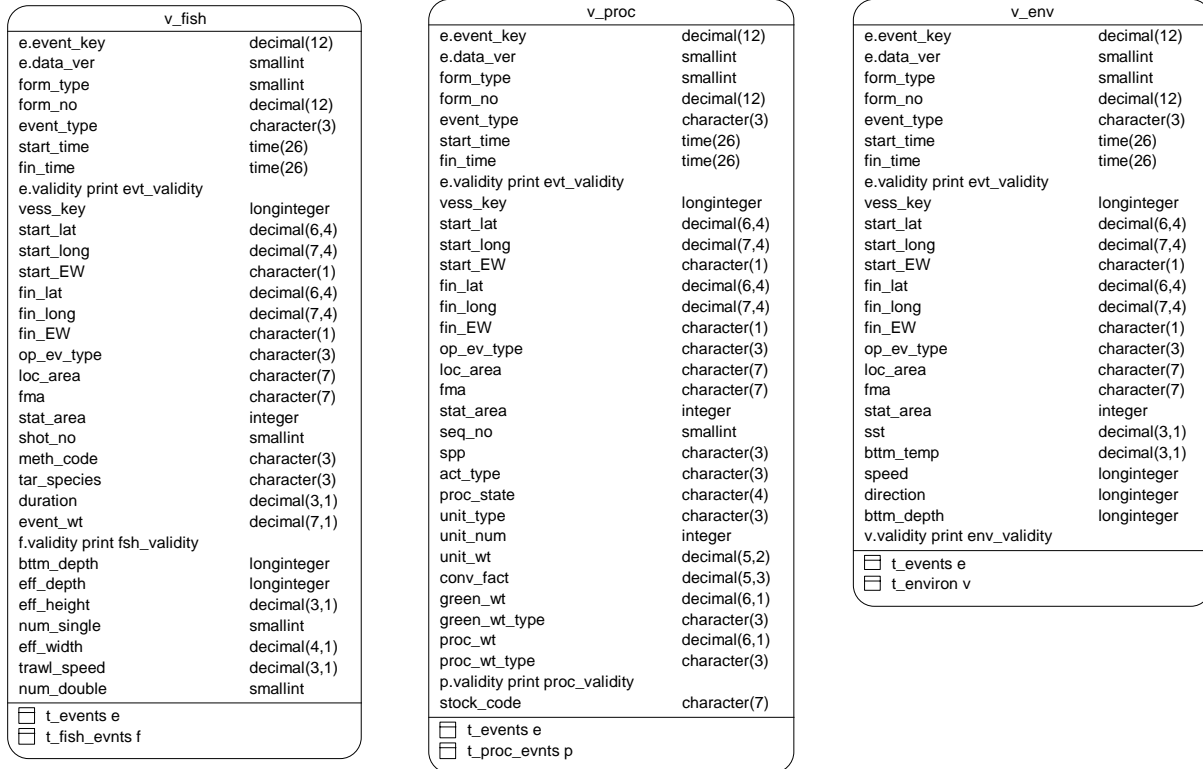 v_fish
e.event_key decimal(12)
e.data_ver smallint
form_type smallint
form_no decimal(12)
event_type character(3)
start_time time(26)
fin_time time(26)
e.validity print evt_validity
vess_key longinteger
start_lat decimal(6,4)
start_long decimal(7,4)
start_EW character(1)
fin_lat decimal(6,4)
fin_long decimal(7,4)
fin_EW character(1)
op_ev_type character(3)
loc_area character(7)
fma character(7)
stat_area integer
shot_no smallint
meth_code character(3)
tar_species character(3)
duration decimal(3,1)
event_wt decimal(7,1)
f.validity print fsh_validity
bttm_depth longinteger
eff_depth longinteger
eff_height decimal(3,1)
num_single smallint
eff_width decimal(4,1)
trawl_speed decimal(3,1)
num_double smallint
t_events e
t_fish_evnts f
v_proc
e.event_key decimal(12)
e.data_ver smallint
form_type smallint
form_no decimal(12)
event_type character(3)
start_time time(26)
fin_time time(26)
e.validity print evt_validity
vess_key longinteger
start_lat decimal(6,4)
start_long decimal(7,4)
start_EW character(1)
fin_lat decimal(6,4)
fin_long decimal(7,4)
fin_EW character(1)
op_ev_type character(3)
loc_area character(7)
fma character(7)
stat_area integer
seq_no smallint
spp character(3)
act_type character(3)
proc_state character(4)
unit_type character(3)
unit_num integer
unit_wt decimal(5,2)
conv_fact decimal(5,3)
green_wt decimal(6,1)
green_wt_type character(3)
proc_wt decimal(6,1)
proc_wt_type character(3)
p.validity print proc_validity
stock_code character(7)
t_events e
t_proc_evnts p
v_env
e.event_key decimal(12)
e.data_ver smallint
form_type smallint
form_no decimal(12)
event_type character(3)
start_time time(26)
fin_time time(26)
e.validity print evt_validity
vess_key longinteger
start_lat decimal(6,4)
start_long decimal(7,4)
start_EW character(1)
fin_lat decimal(6,4)
fin_long decimal(7,4)
fin_EW character(1)
op_ev_type character(3)
loc_area character(7)
fma character(7)
stat_area integer
sst decimal(3,1)
bttm_temp decimal(3,1)
speed longinteger
direction longinteger
bttm_depth longinteger
v.validity print env_validity
t_events e
t_environ v